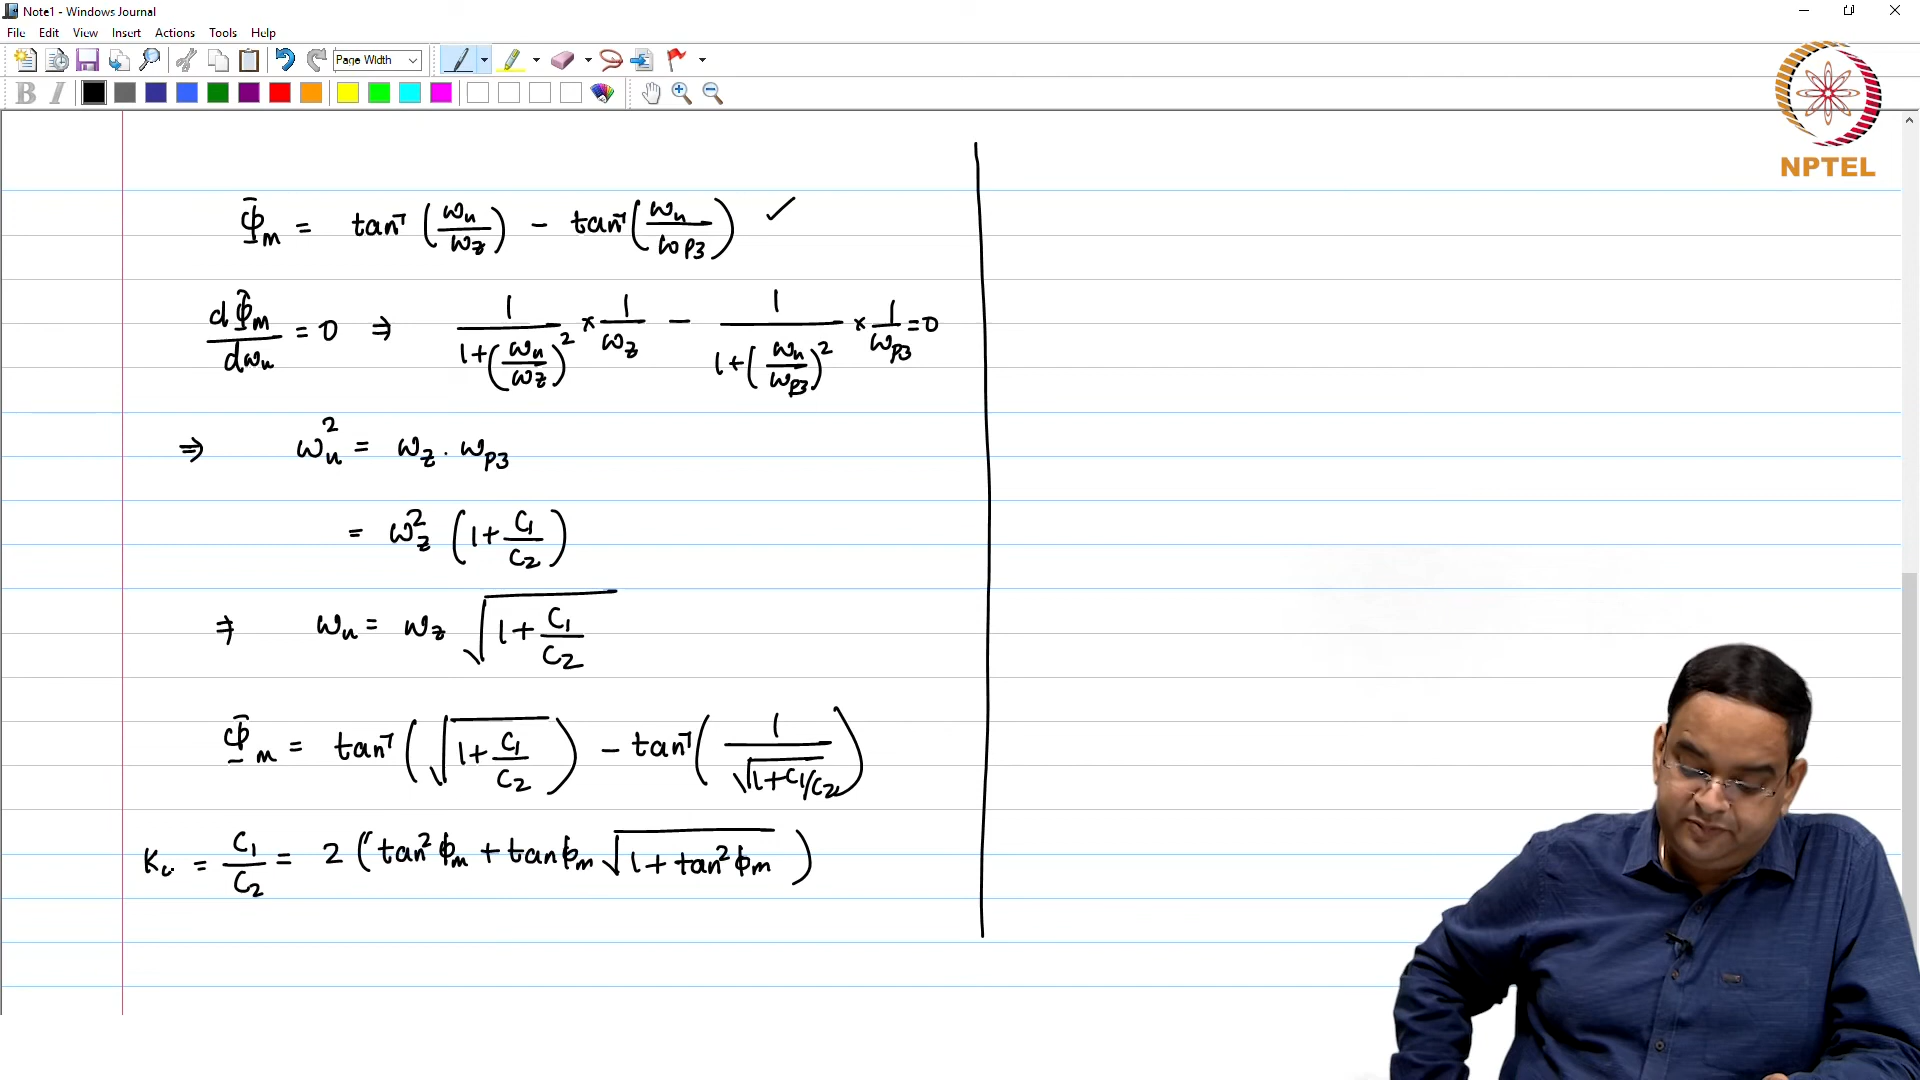 Note1 - Windows Journal
File Edit View Insert Actions Tools Help
Page Width
B I
NPTEL
Φ̄m = tan⁻¹(ωu/ωz) - tan⁻¹(ωu/ωp3) ✓
dΦ̄m/dωu = 0 ⇒ 1/(1+(ωu/ωz)²) × 1/ωz - 1/(1+(ωu/ωp3)²) × 1/ωp3 = 0
⇒ ωu² = ωz . ωp3
= ωz² (1+C1/C2)
⇒ ωu = ωz √(1+C1/C2)
Φ̄m = tan⁻¹(√(1+C1/C2)) - tan⁻¹(1/√(1+C1/C2))
Kc = C1/C2 = 2 (tan²ϕm + tanϕm √(1+tan²ϕm))